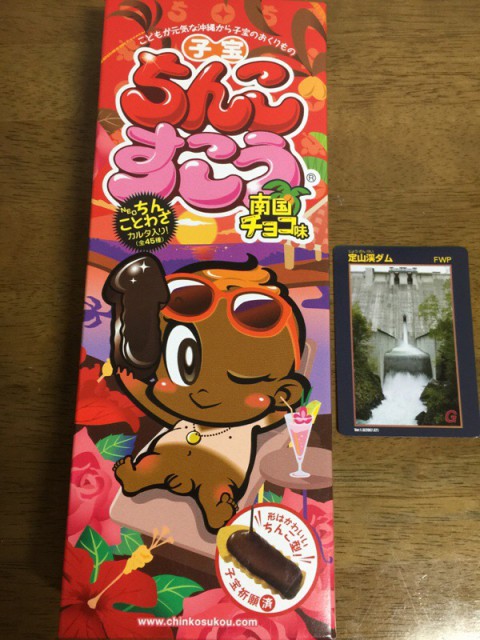 こどもが元気な沖縄から子宝のおくりもの
子宝
ちんこ
すこう®
NEOちん
ことわざ
カルタ入り!
(全46種)
南国
チョコ味
形はかわいい
ちんこ型!
子宝祈願済
www.chinkosukou.com
定山渓ダム FWP
G